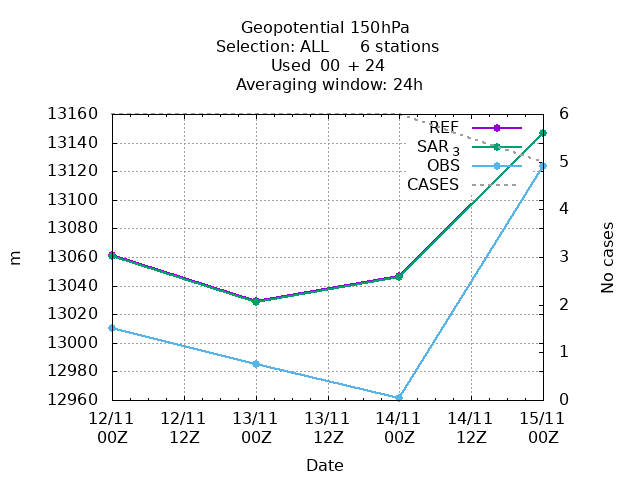 Geopotential 150hPa
Selection: ALL 6 stations
Used 00 + 24
Averaging window: 24h
13160
13140
13120
13100
13080
13060
13040
13020
13000
12980
12960
m
REF
SAR 3
OBS
CASES
6
5
4
3
2
1
0
No cases
12/11 12/11 13/11 13/11 14/11 14/11 15/11
00Z 12Z 00Z 12Z 00Z 12Z 00Z
Date